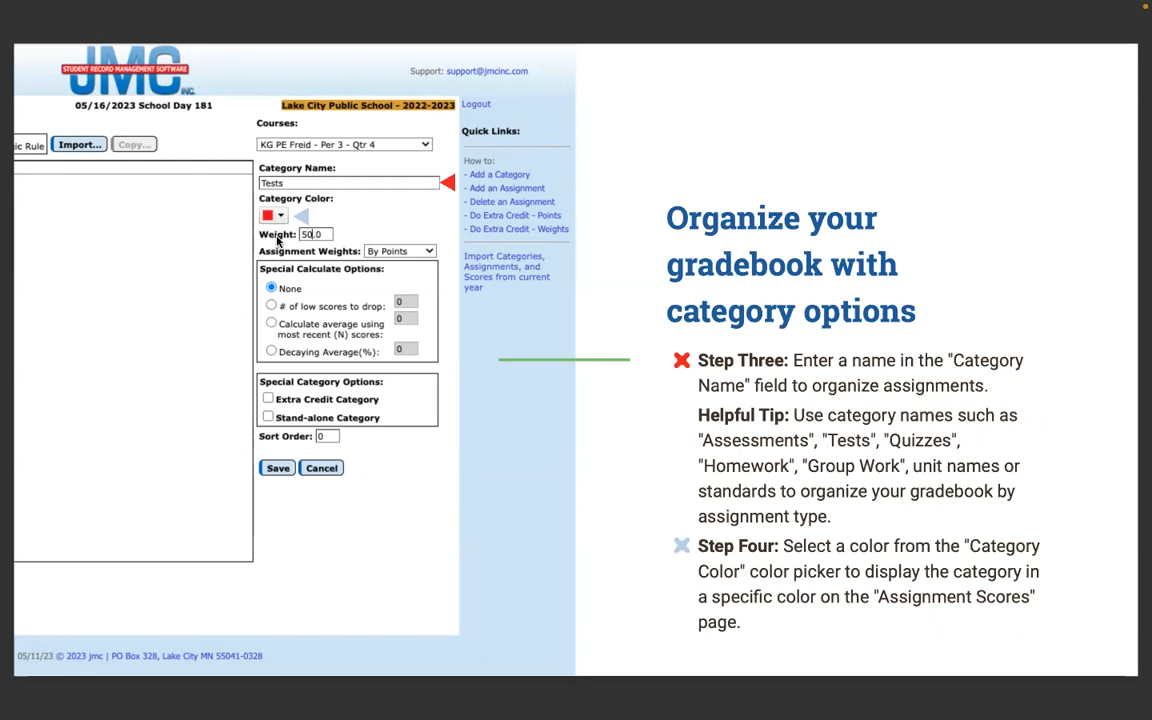 JMC
STUDENT RECORD MANAGEMENT SOFTWARE
INC.
Support: support@jmcinc.com
05/16/2023 School Day 181
Lake City Public School - 2022-2023
Logout
Courses:
Quick Links:
ic Rule
Import...
Copy...
KG PE Freid - Per 3 - Qtr 4
How to:
- Add a Category
- Add an Assignment
- Delete an Assignment
- Do Extra Credit - Points
- Do Extra Credit - Weights
Import Categories,
Assignments, and
Scores from current
year
Category Name:
Tests
Category Color:
Weight: 50.0
Assignment Weights: By Points
Special Calculate Options:
None
# of low scores to drop: 0
Calculate average using 0
most recent (N) scores:
Decaying Average(%): 0
Special Category Options:
Extra Credit Category
Stand-alone Category
Sort Order: 0
Save
Cancel
05/11/23 © 2023 jmc | PO Box 328, Lake City MN 55041-0328
Organize your
gradebook with
category options
Step Three: Enter a name in the "Category
Name" field to organize assignments.
Helpful Tip: Use category names such as
"Assessments", "Tests", "Quizzes",
"Homework", "Group Work", unit names or
standards to organize your gradebook by
assignment type.
Step Four: Select a color from the "Category
Color" color picker to display the category in
a specific color on the "Assignment Scores"
page.